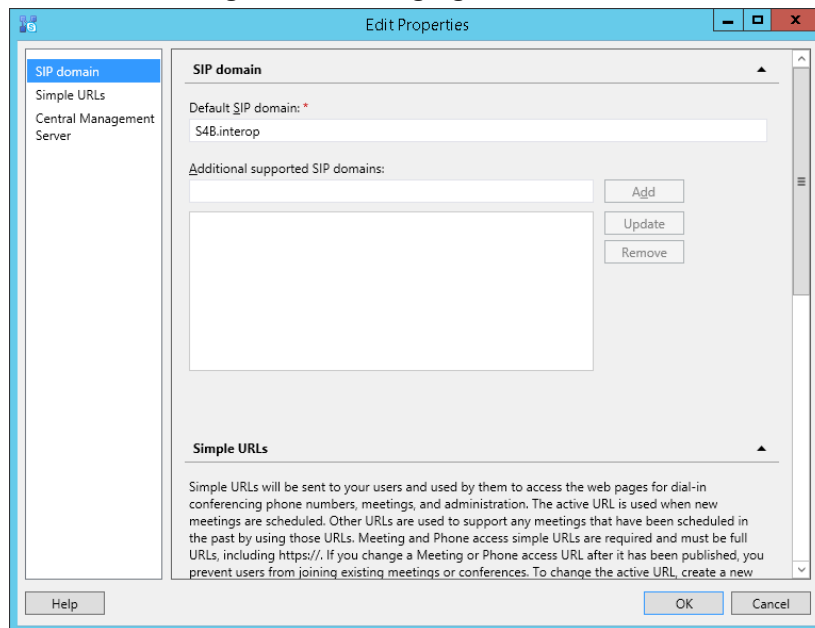 Edit Properties
SIP domain
Simple URLs
Central Management
Server
SIP domain
Default SIP domain: *
S4B.interop
Additional supported SIP domains:
Add
Update
Remove
Simple URLs
Simple URLs will be sent to your users and used by them to access the web pages for dial-in
conferencing phone numbers, meetings, and administration. The active URL is used when new
meetings are scheduled. Other URLs are used to support any meetings that have been scheduled in
the past by using those URLs. Meeting and Phone access simple URLs are required and must be full
URLs, including https://. If you change a Meeting or Phone access URL after it has been published, you
prevent users from joining existing meetings or conferences. To change the active URL, create a new
Help
OK
Cancel